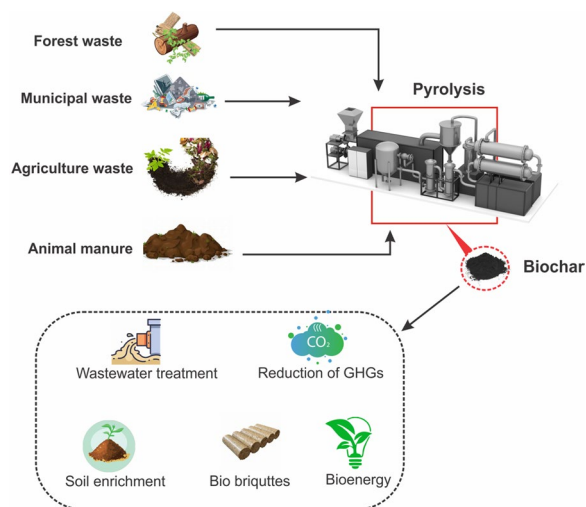 Forest waste
Municipal waste
Pyrolysis
Agriculture waste
Animal manure
Biochar
CO2
Wastewater treatment
Reduction of GHGs
Soil enrichment
Bio briquttes
Bioenergy